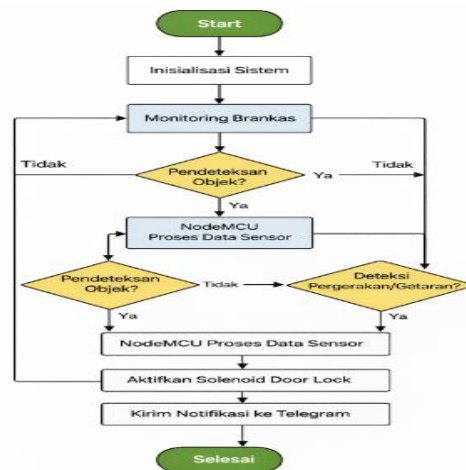 Start
Inisialisasi Sistem
Monitoring Brankas
Tidak
Pendeteksan
Objek?
Ya
Tidak
Ya
NodeMCU
Proses Data Sensor
Pendeteksan
Objek?
Tidak
Deteksi
Pergerakan/Getaran?
Ya
Ya
NodeMCU Proses Data Sensor
Aktifkan Solenoid Door Lock
Kirim Notifikasi ke Telegram
Selesai